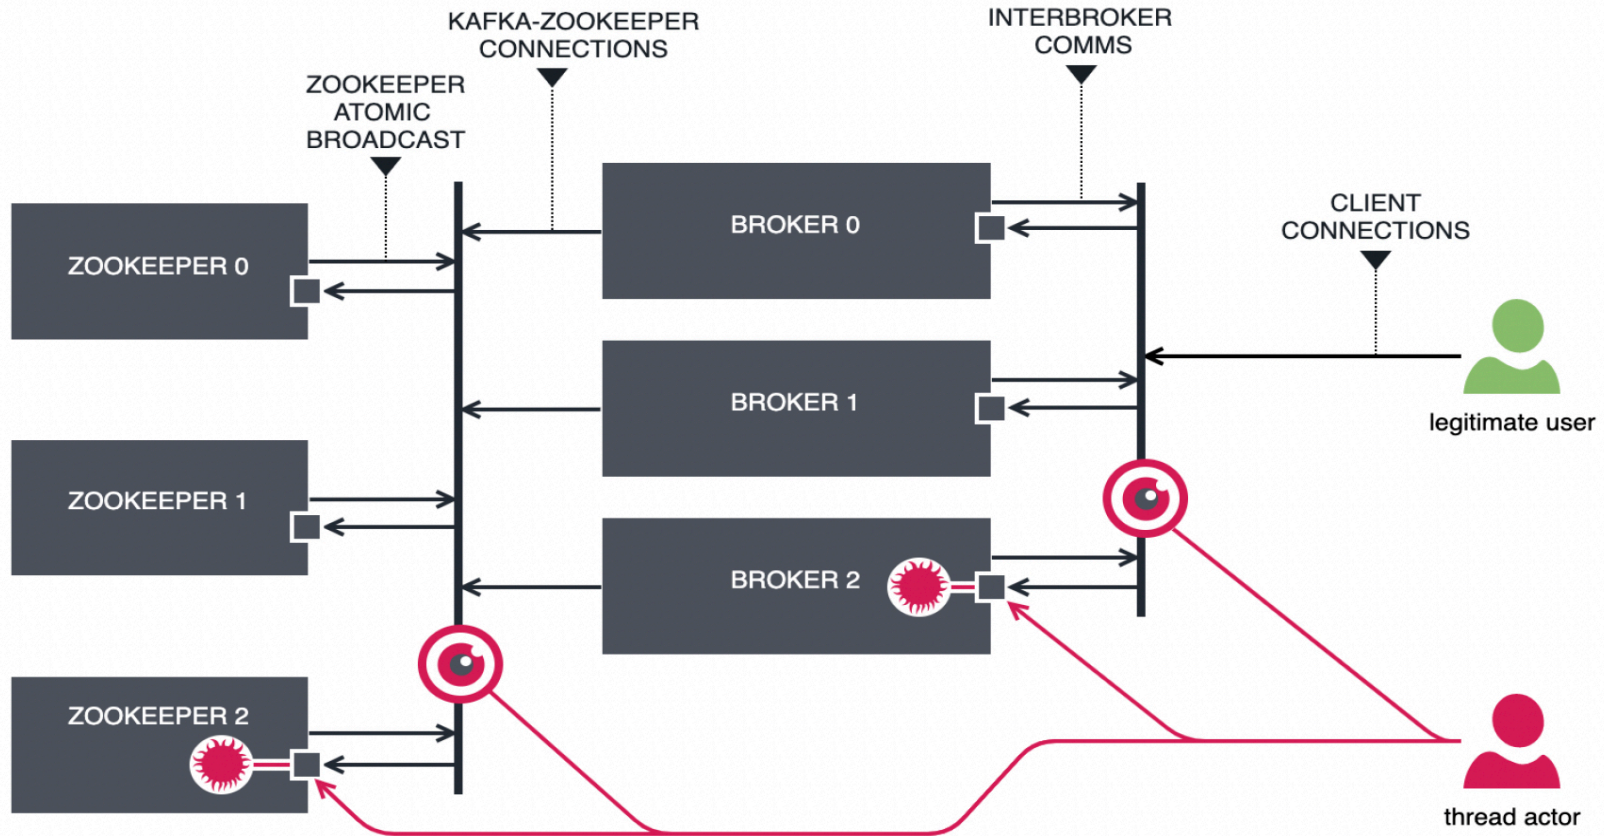 KAFKA-ZOOKEEPER
CONNECTIONS
INTERBROKER
COMMS
ZOOKEEPER
ATOMIC
BROADCAST
CLIENT
CONNECTIONS
ZOOKEEPER 0
BROKER 0
BROKER 1
legitimate user
ZOOKEEPER 1
BROKER 2
ZOOKEEPER 2
thread actor